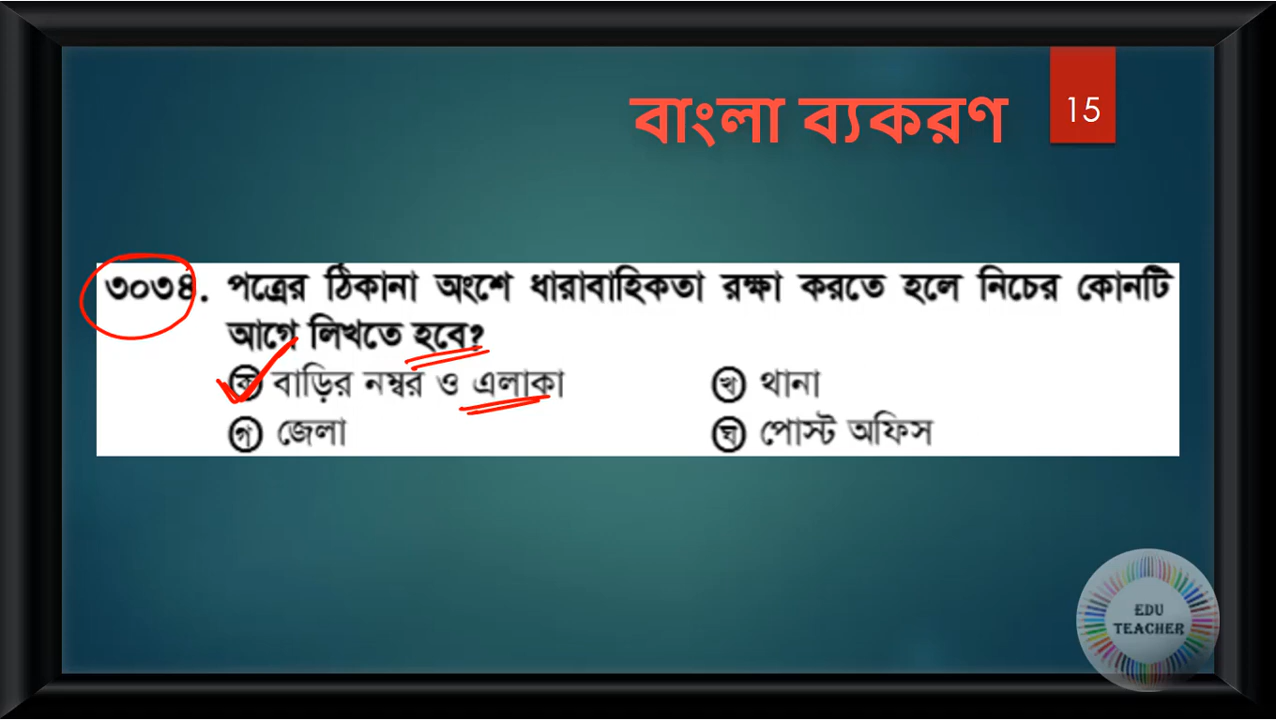 বাংলা ব্যকরণ
15
৩০৩৪. পত্রের ঠিকানা অংশে ধারাবাহিকতা রক্ষা করতে হলে নিচের কোনটি
আগে লিখতে হবে?
ক বাড়ির নম্বর ও এলাকা খ থানা
গ জেলা ঘ পোস্ট অফিস
EDU
TEACHER